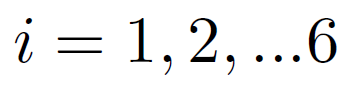 i = 1, 2, ...6